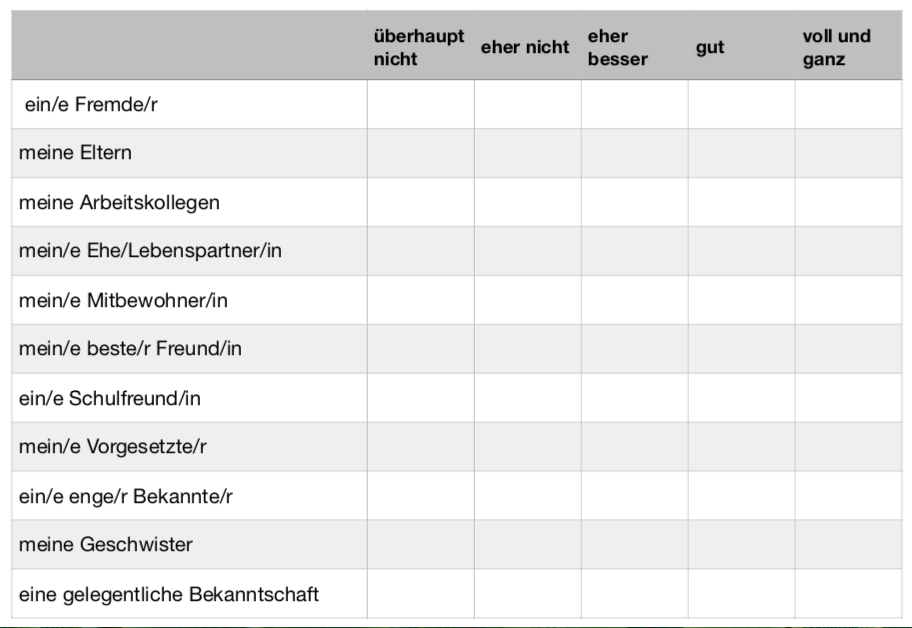 überhaupt nicht eher nicht eher besser gut voll und ganz
ein/e Fremde/r
meine Eltern
meine Arbeitskollegen
mein/e Ehe/Lebenspartner/in
mein/e Mitbewohner/in
mein/e beste/r Freund/in
ein/e Schulfreund/in
mein/e Vorgesetzte/r
ein/e enge/r Bekannte/r
meine Geschwister
eine gelegentliche Bekanntschaft